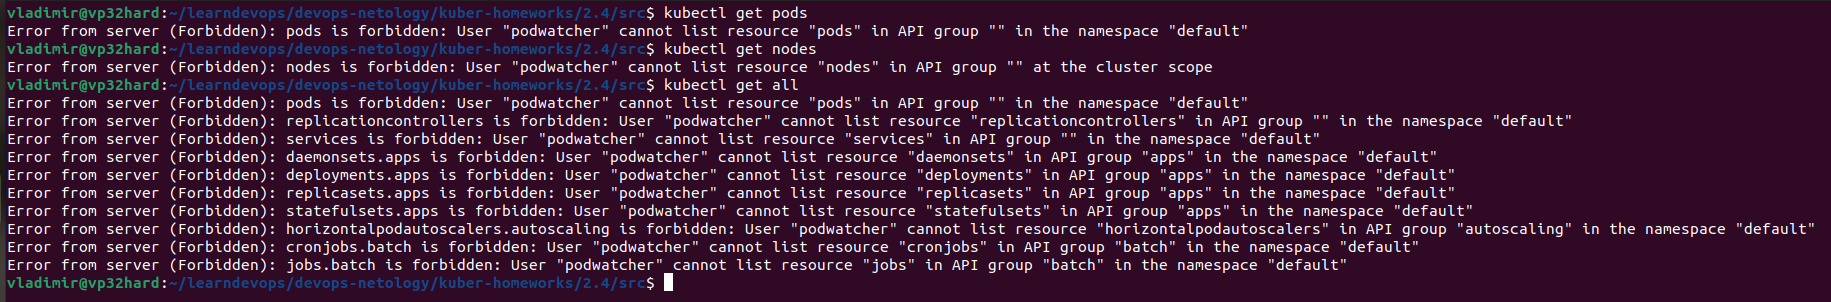 vladimir@vp32hard:~/learndevops/devops-netology/kuber-homeworks/2.4/src$ kubectl get pods
Error from server (Forbidden): pods is forbidden: User "podwatcher" cannot list resource "pods" in API group "" in the namespace "default"
vladimir@vp32hard:~/learndevops/devops-netology/kuber-homeworks/2.4/src$ kubectl get nodes
Error from server (Forbidden): nodes is forbidden: User "podwatcher" cannot list resource "nodes" in API group "" at the cluster scope
vladimir@vp32hard:~/learndevops/devops-netology/kuber-homeworks/2.4/src$ kubectl get all
Error from server (Forbidden): pods is forbidden: User "podwatcher" cannot list resource "pods" in API group "" in the namespace "default"
Error from server (Forbidden): replicationcontrollers is forbidden: User "podwatcher" cannot list resource "replicationcontrollers" in API group "" in the namespace "default"
Error from server (Forbidden): services is forbidden: User "podwatcher" cannot list resource "services" in API group "" in the namespace "default"
Error from server (Forbidden): daemonsets.apps is forbidden: User "podwatcher" cannot list resource "daemonsets" in API group "apps" in the namespace "default"
Error from server (Forbidden): deployments.apps is forbidden: User "podwatcher" cannot list resource "deployments" in API group "apps" in the namespace "default"
Error from server (Forbidden): replicasets.apps is forbidden: User "podwatcher" cannot list resource "replicasets" in API group "apps" in the namespace "default"
Error from server (Forbidden): statefulsets.apps is forbidden: User "podwatcher" cannot list resource "statefulsets" in API group "apps" in the namespace "default"
Error from server (Forbidden): horizontalpodautoscalers.autoscaling is forbidden: User "podwatcher" cannot list resource "horizontalpodautoscalers" in API group "autoscaling" in the namespace "default"
Error from server (Forbidden): cronjobs.batch is forbidden: User "podwatcher" cannot list resource "cronjobs" in API group "batch" in the namespace "default"
Error from server (Forbidden): jobs.batch is forbidden: User "podwatcher" cannot list resource "jobs" in API group "batch" in the namespace "default"
vladimir@vp32hard:~/learndevops/devops-netology/kuber-homeworks/2.4/src$